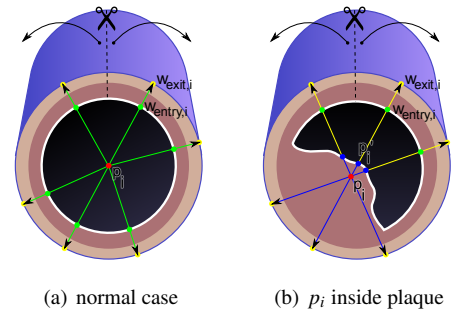 w_exit,i
w_entry,i
p_i
w_exit,i
w_entry,i
p'_i
p_i
(a) normal case
(b) p_i inside plaque